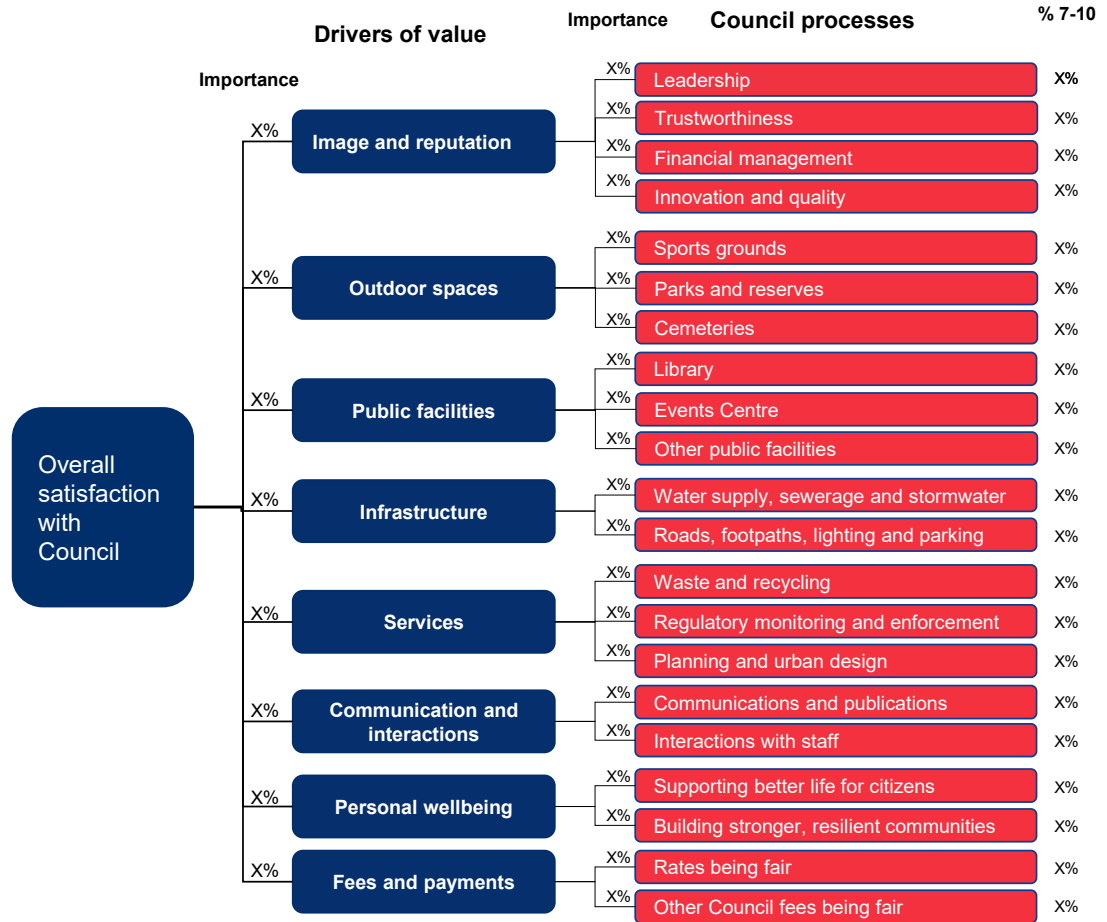 Drivers of value
Importance
Council processes
% 7-10
Importance
Overall
satisfaction
with
Council
X%
Image and reputation
X%
Leadership
X%
X%
Trustworthiness
X%
X%
Financial management
X%
X%
Innovation and quality
X%
X%
Outdoor spaces
X%
Sports grounds
X%
X%
Parks and reserves
X%
X%
Cemeteries
X%
X%
Public facilities
X%
Library
X%
X%
Events Centre
X%
X%
Other public facilities
X%
X%
Infrastructure
X%
Water supply, sewerage and stormwater
X%
X%
Roads, footpaths, lighting and parking
X%
X%
Services
X%
Waste and recycling
X%
X%
Regulatory monitoring and enforcement
X%
X%
Planning and urban design
X%
X%
Communication and
interactions
X%
Communications and publications
X%
X%
Interactions with staff
X%
X%
Personal wellbeing
X%
Supporting better life for citizens
X%
X%
Building stronger, resilient communities
X%
X%
Fees and payments
X%
Rates being fair
X%
X%
Other Council fees being fair
X%